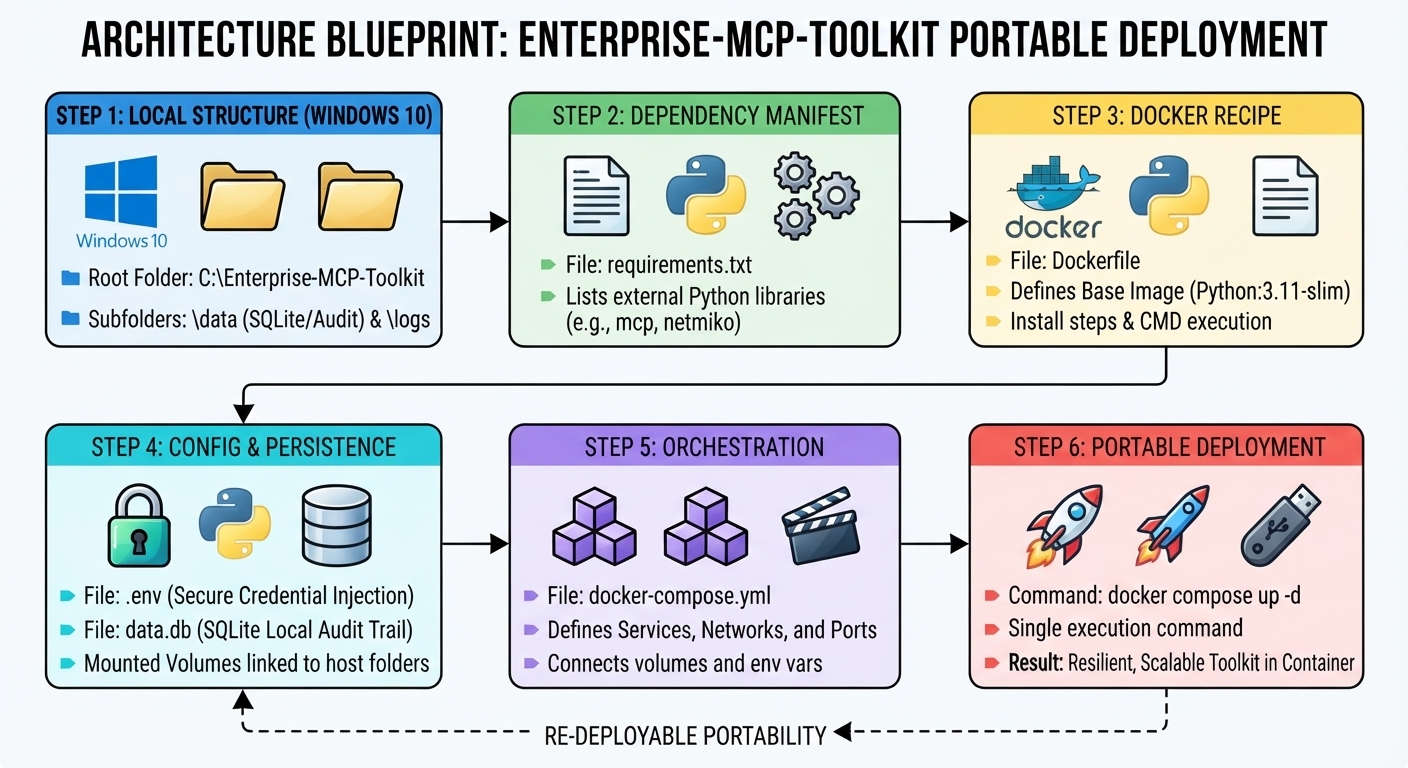 ARCHITECTURE BLUEPRINT: ENTERPRISE-MCP-TOOLKIT PORTABLE DEPLOYMENT
STEP 1: LOCAL STRUCTURE (WINDOWS 10)
Windows 10
Root Folder: C:\Enterprise-MCP-Toolkit
Subfolders: \data (SQLite/Audit) & \logs
STEP 2: DEPENDENCY MANIFEST
File: requirements.txt
Lists external Python libraries
(e.g., mcp, netmiko)
STEP 3: DOCKER RECIPE
docker
File: Dockerfile
Defines Base Image (Python:3.11-slim)
Install steps & CMD execution
STEP 4: CONFIG & PERSISTENCE
File: .env (Secure Credential Injection)
File: data.db (SQLite Local Audit Trail)
Mounted Volumes linked to host folders
STEP 5: ORCHESTRATION
File: docker-compose.yml
Defines Services, Networks, and Ports
Connects volumes and env vars
STEP 6: PORTABLE DEPLOYMENT
Command: docker compose up -d
Single execution command
Result: Resilient, Scalable Toolkit in Container
RE-DEPLOYABLE PORTABILITY